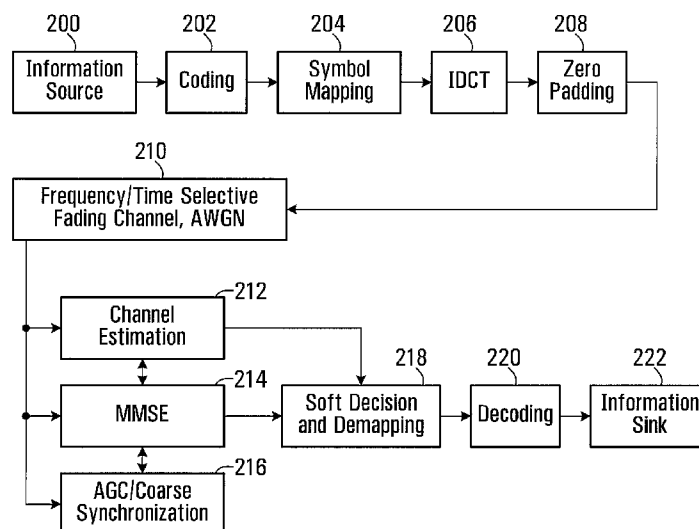 200
202
204
206
208
Information
Source
Coding
Symbol
Mapping
IDCT
Zero
Padding
210
Frequency/Time Selective
Fading Channel, AWGN
212
Channel
Estimation
214
MMSE
216
AGC/Coarse
Synchronization
218
Soft Decision
and Demapping
220
Decoding
222
Information
Sink